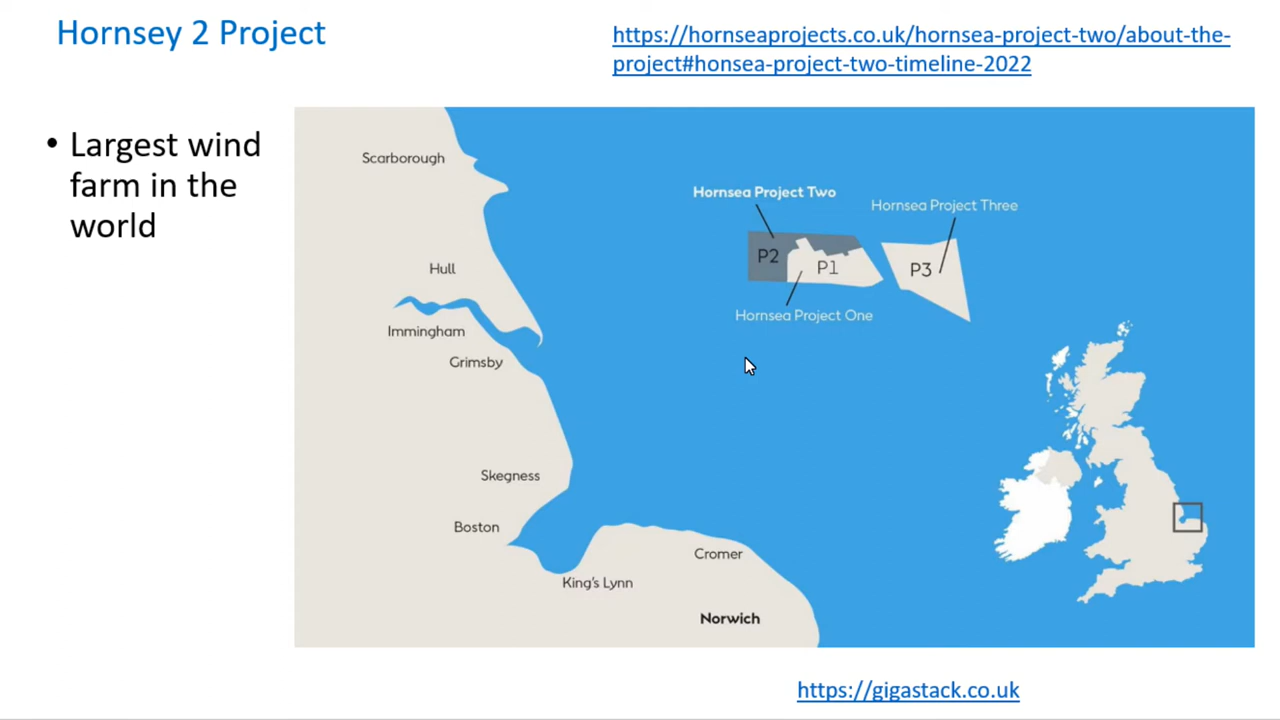 Hornsey 2 Project
https://hornseaprojects.co.uk/hornsea-project-two/about-the-
project#honsea-project-two-timeline-2022
• Largest wind
farm in the
world
Scarborough
Hornsea Project Two
Hornsea Project Three
P2
P1
P3
Hull
Hornsea Project One
Immingham
Grimsby
Skegness
Boston
Cromer
King's Lynn
Norwich
https://gigastack.co.uk